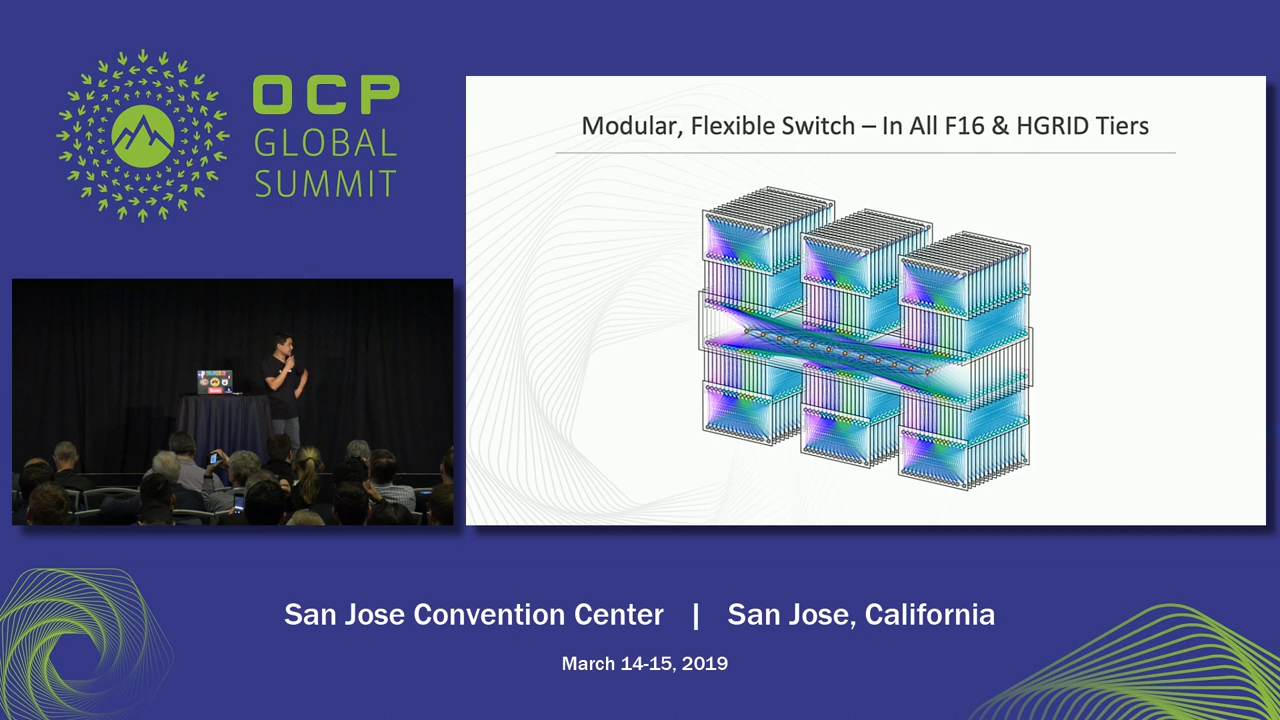 OCP
GLOBAL
SUMMIT
Modular, Flexible Switch – In All F16 & HGRID Tiers
San Jose Convention Center | San Jose, California
March 14-15, 2019